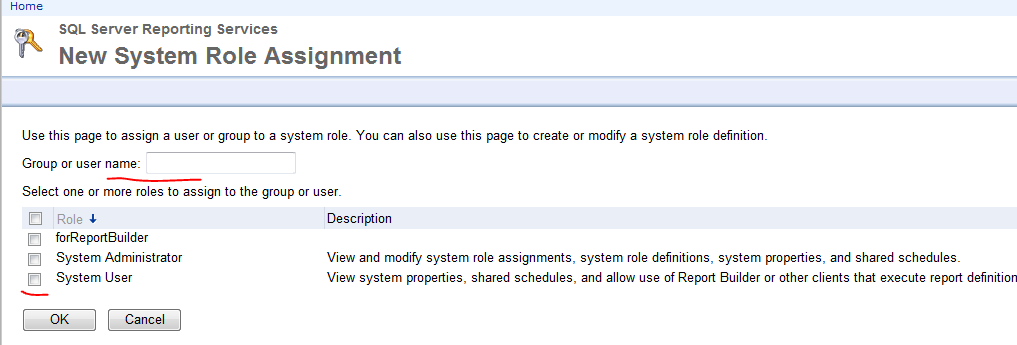 Home
SQL Server Reporting Services
New System Role Assignment
Use this page to assign a user or group to a system role. You can also use this page to create or modify a system role definition.
Group or user name:
Select one or more roles to assign to the group or user.
Role Description
forReportBuilder
System Administrator View and modify system role assignments, system role definitions, system properties, and shared schedules.
System User View system properties, shared schedules, and allow use of Report Builder or other clients that execute report definition
OK Cancel